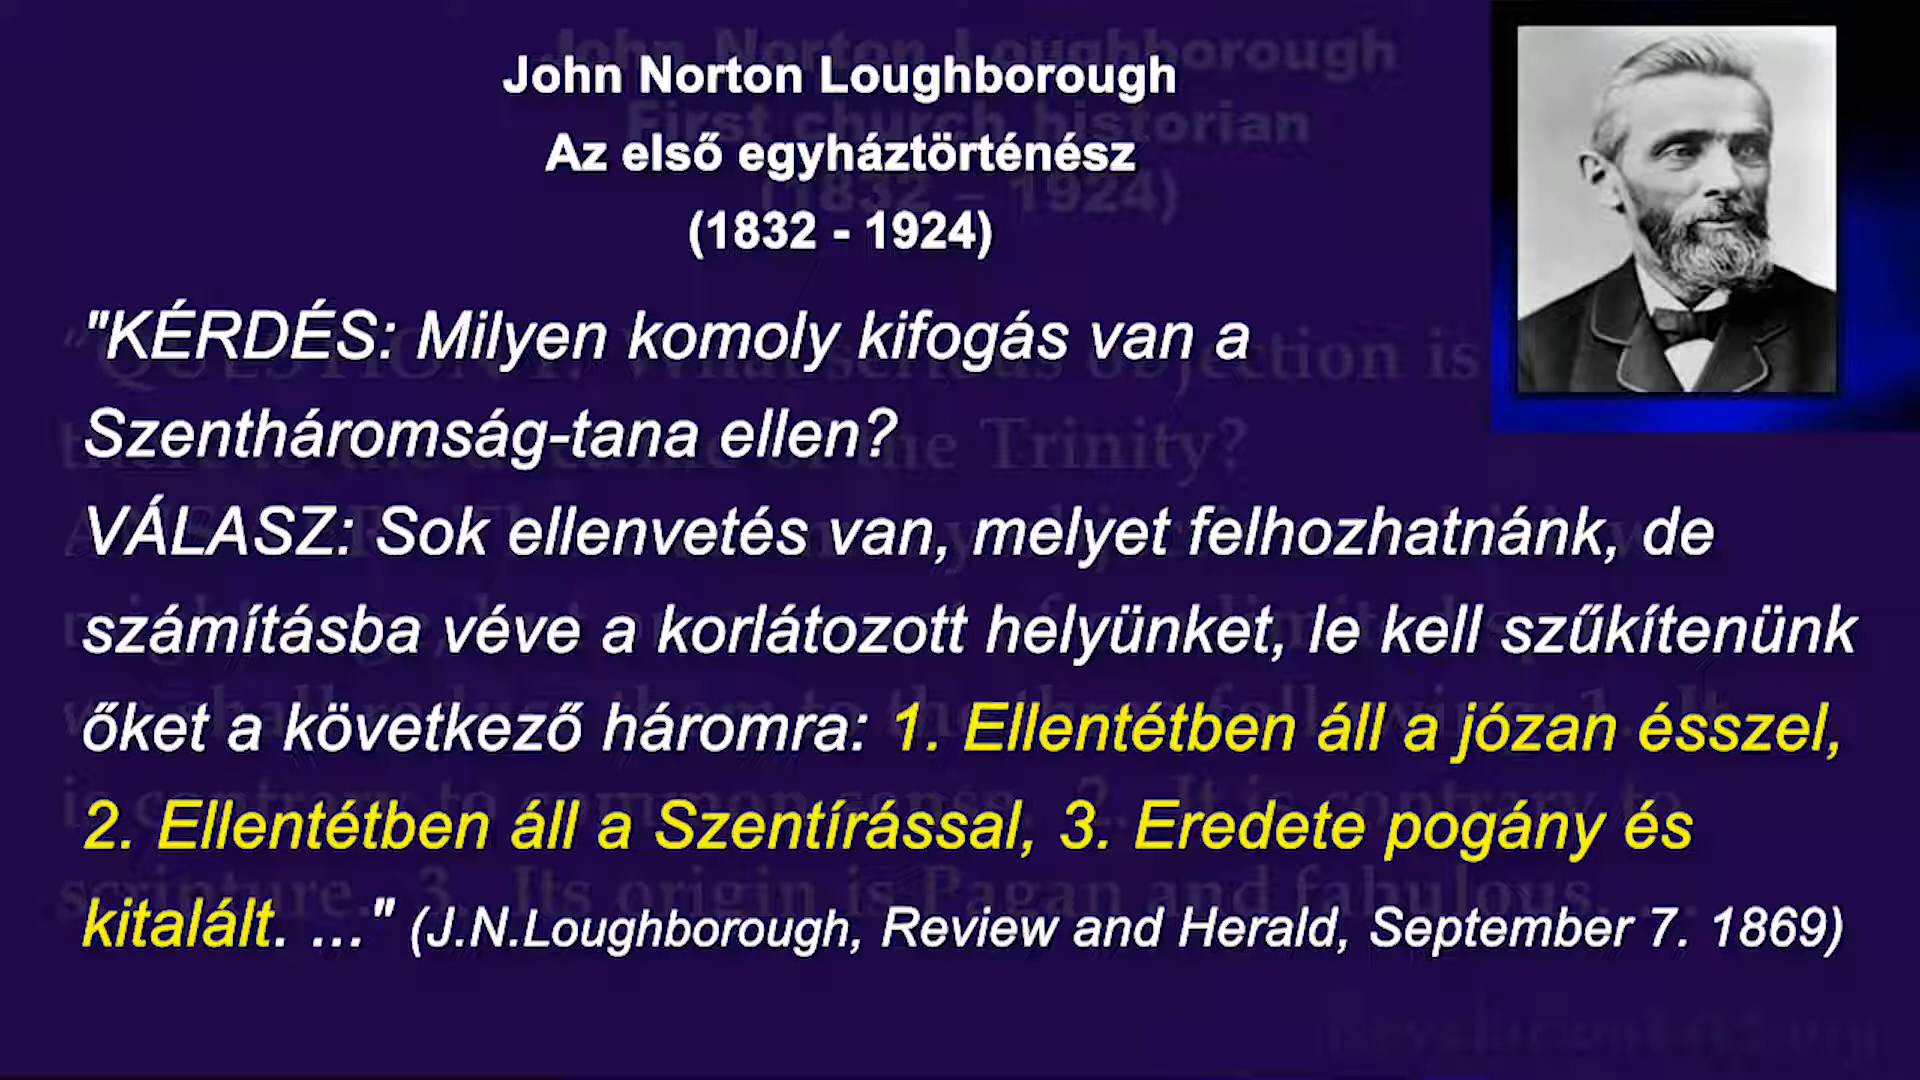 John Norton Loughborough
Az első egyháztörténész
(1832 - 1924)
"KÉRDÉS: Milyen komoly kifogás van a
Szentháromság-tana ellen?
VÁLASZ: Sok ellenvetés van, melyet felhozhatnánk, de
számításba véve a korlátozott helyünket, le kell szűkítenünk
őket a következő háromra: 1. Ellentétben áll a józan ésszel,
2. Ellentétben áll a Szentírással, 3. Eredete pogány és
kitalált. ..." (J.N.Loughborough, Review and Herald, September 7. 1869)